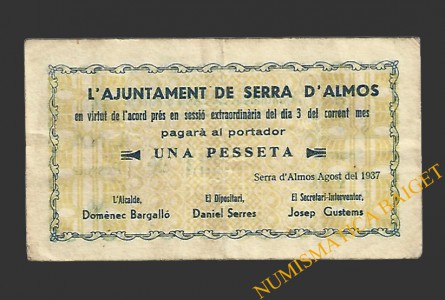 L'AJUNTAMENT DE SERRA D'ALMOS
en virtut de l'acord prés en sessió extraordinària del dia 3 del corrent mes
pagarà al portador
UNA PESSETA
Serra d'Almos Agost del 1937
L'Alcalde, El Dipositari, El Secretari-Interventor,
Domènec Bargalló Daniel Serres Josep Gustems
NUMISMATICA BAIGET